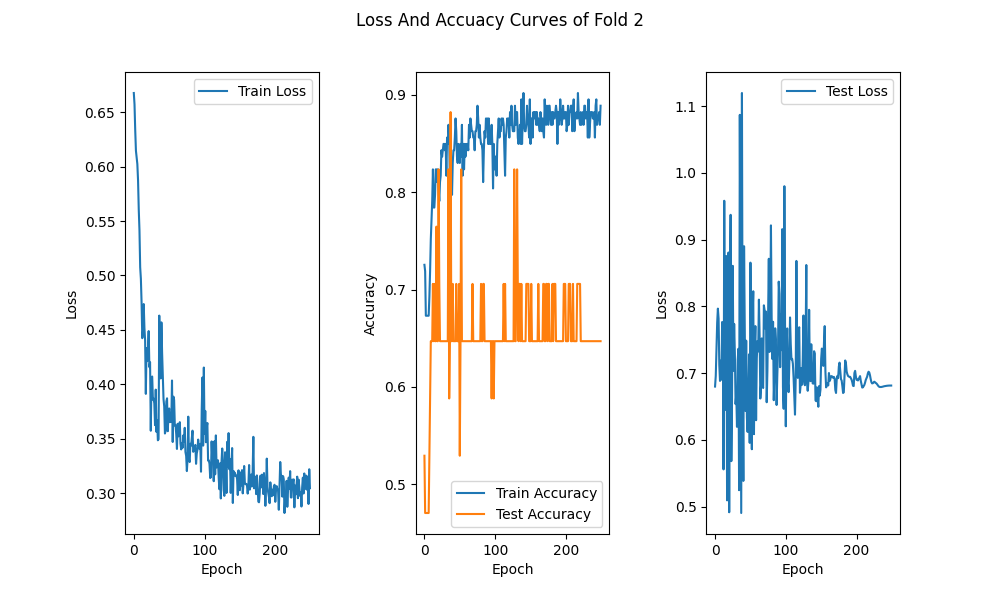 Loss And Accuacy Curves of Fold 2
Train Loss
0.65
0.60
0.55
0.50
0.45
0.40
0.35
0.30
Loss
0
100
200
Epoch
0.9
0.8
0.7
0.6
0.5
Accuracy
Train Accuracy
Test Accuracy
0
100
200
Epoch
Test Loss
1.1
1.0
0.9
0.8
0.7
0.6
0.5
Loss
0
100
200
Epoch